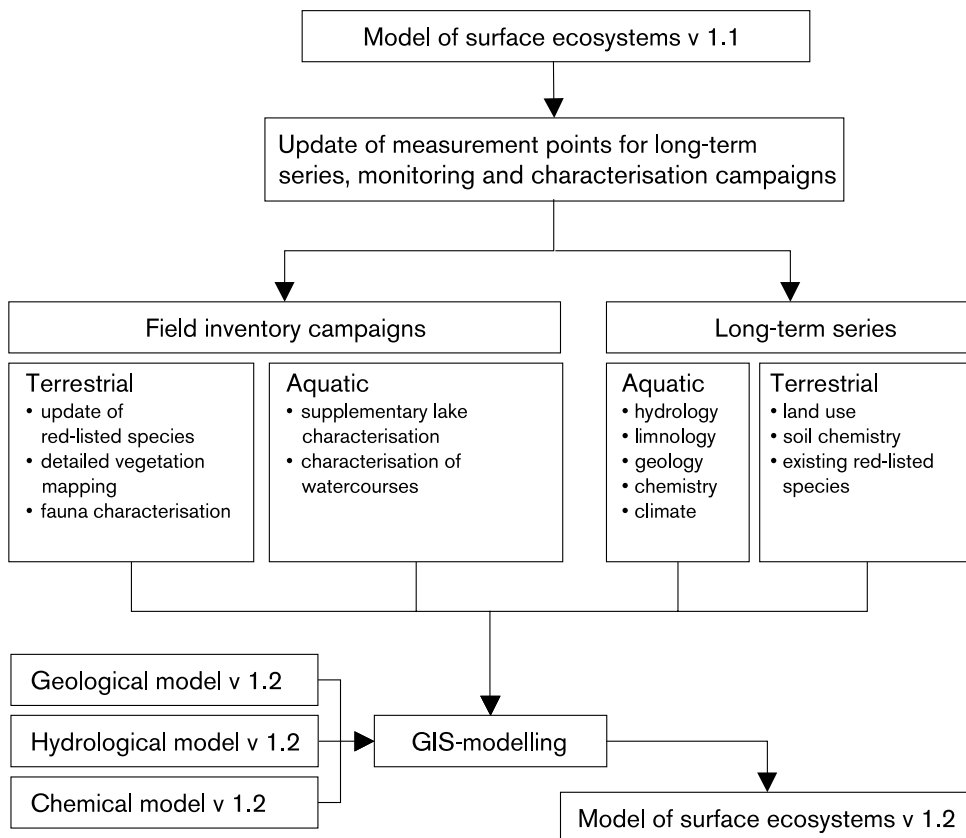 Model of surface ecosystems v 1.1
Update of measurement points for long-term
series, monitoring and characterisation campaigns
Field inventory campaigns
Long-term series
Terrestrial
• update of
red-listed species
• detailed vegetation
mapping
• fauna characterisation
Aquatic
• supplementary lake
characterisation
• characterisation of
watercourses
Aquatic
• hydrology
• limnology
• geology
• chemistry
• climate
Terrestrial
• land use
• soil chemistry
• existing red-listed
species
Geological model v 1.2
Hydrological model v 1.2
Chemical model v 1.2
GIS-modelling
Model of surface ecosystems v 1.2